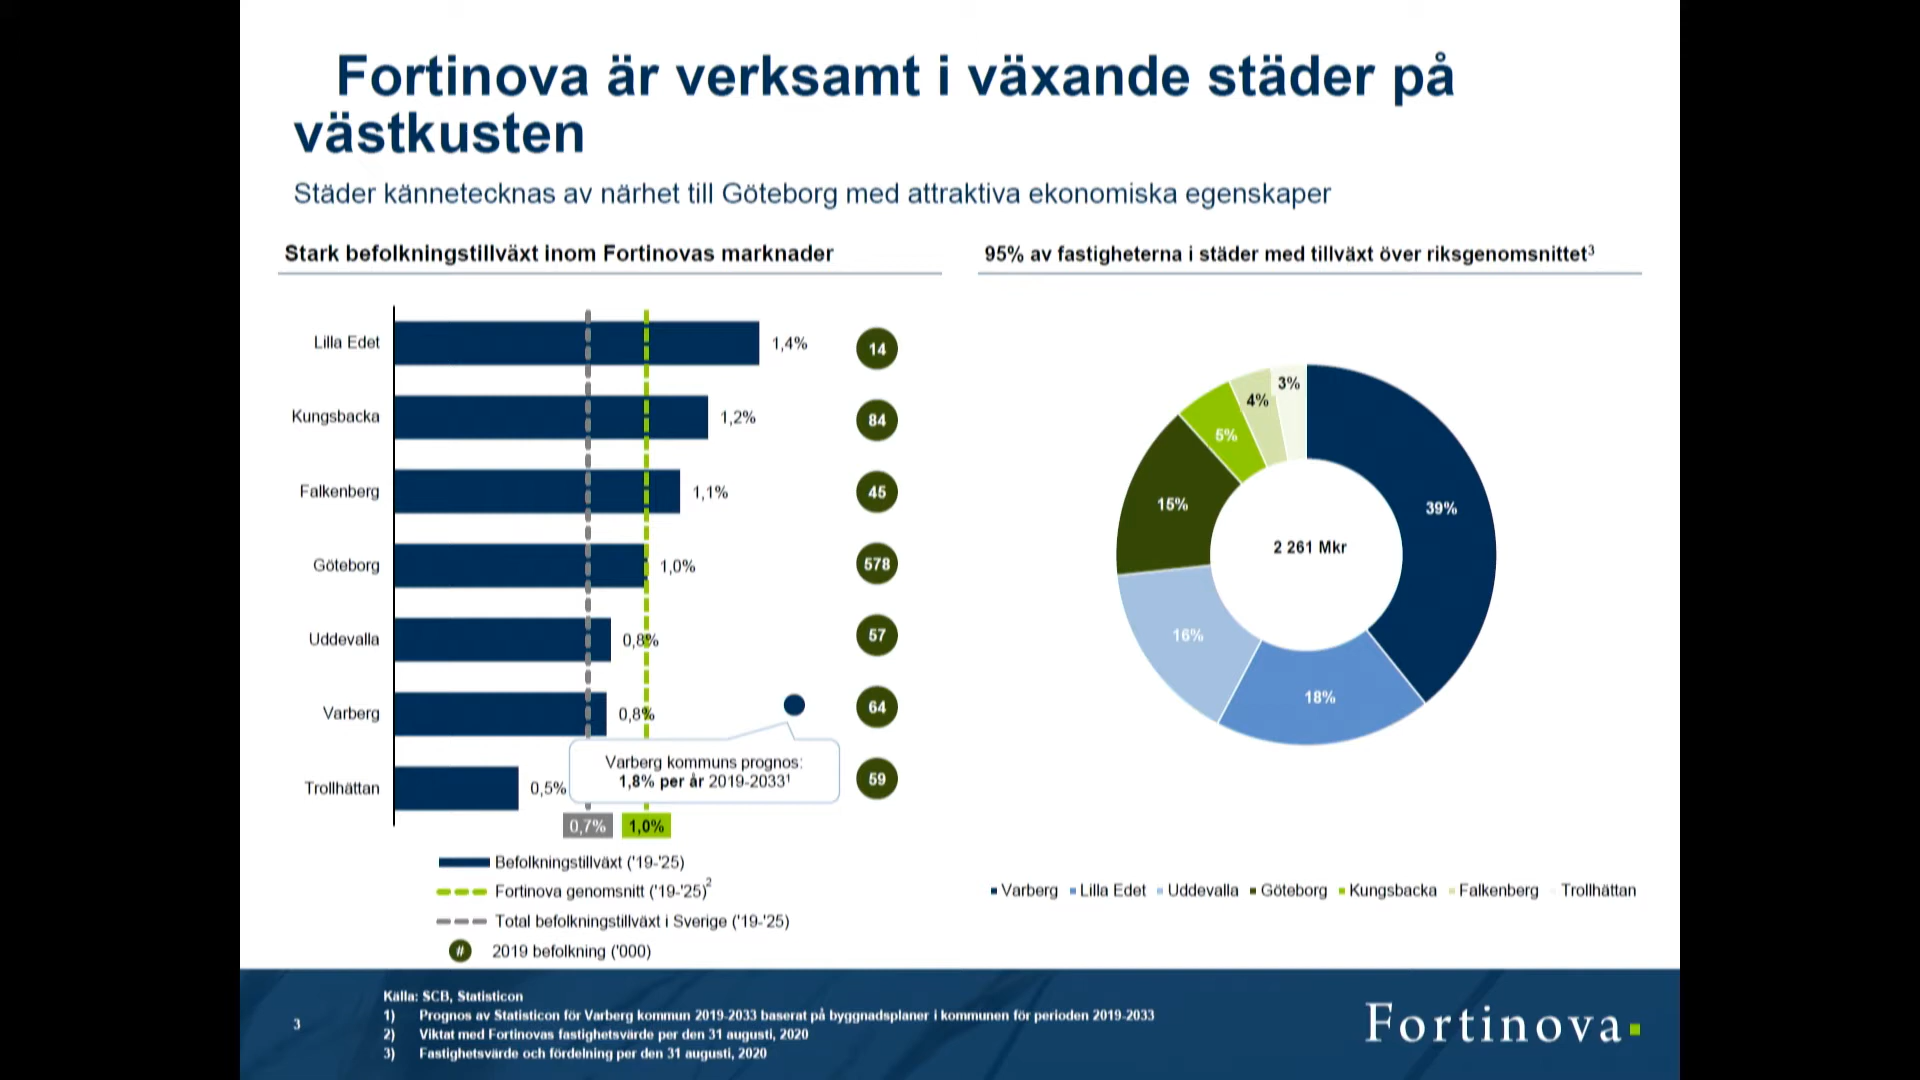 Fortinova är verksamt i växande städer på
västkusten
Städer kännetecknas av närhet till Göteborg med attraktiva ekonomiska egenskaper
Stark befolkningstillväxt inom Fortinovas marknader
Lilla Edet 1,4% 14
Kungsbacka 1,2% 84
Falkenberg 1,1% 45
Göteborg 1,0% 578
Uddevalla 0,8% 57
Varberg 0,8% 64
Varberg kommuns prognos:
1,8% per år 2019-2033¹
Trollhättan 0,5% 59
0,7% 1,0%
Befolkningstillväxt ('19-'25)
Fortinova genomsnitt ('19-'25)²
Total befolkningstillväxt i Sverige ('19-'25)
# 2019 befolkning ('000)
95% av fastigheterna i städer med tillväxt över riksgenomsnittet³
3%
4%
5%
39%
15%
2 261 Mkr
16%
18%
Varberg Lilla Edet Uddevalla Göteborg Kungsbacka Falkenberg Trollhättan
3
Källa: SCB, Statisticon
1) Prognos av Statisticon för Varberg kommun 2019-2033 baserat på byggnadsplaner i kommunen för perioden 2019-2033
2) Viktat med Fortinovas fastighetsvärde per den 31 augusti, 2020
3) Fastighetsvärde och fördelning per den 31 augusti, 2020
Fortinova